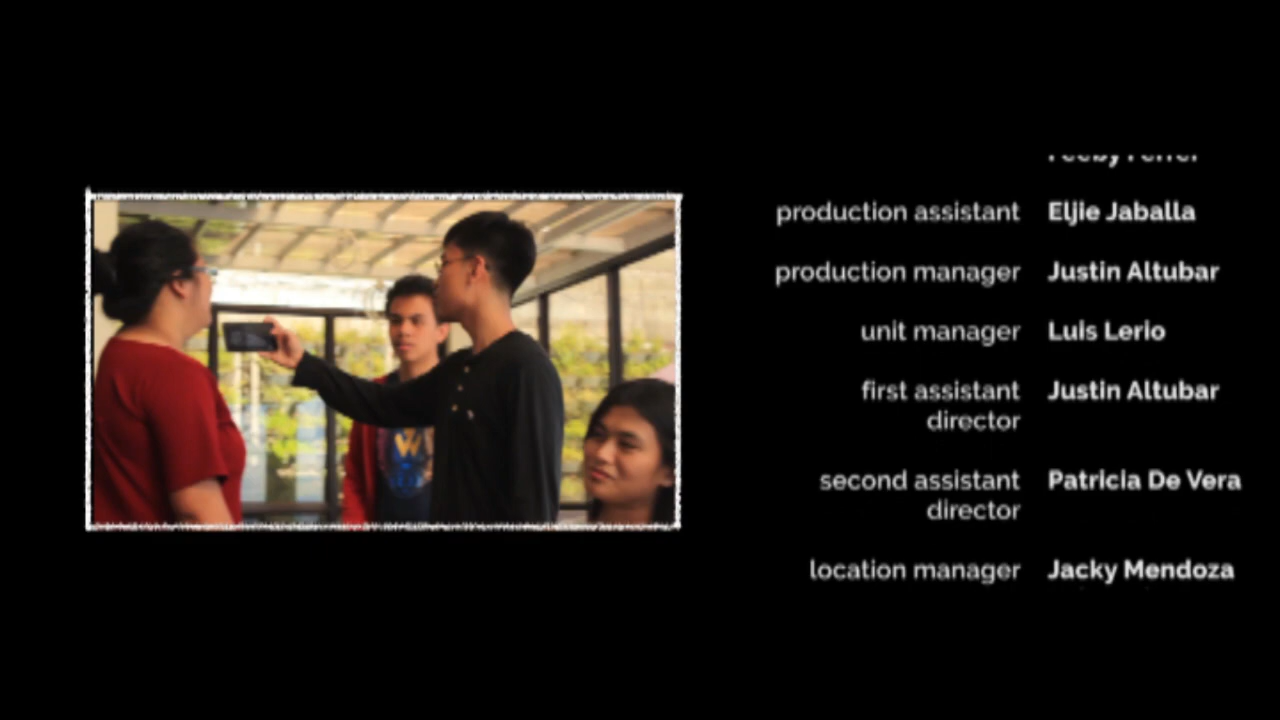 production assistant Eljie Jaballa
production manager Justin Altubar
unit manager Luis Lerio
first assistant Justin Altubar
director
second assistant Patricia De Vera
director
location manager Jacky Mendoza
W